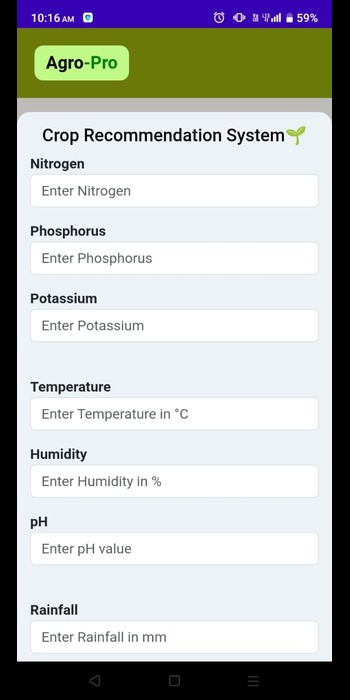 10:16 AM 59%
Agro-Pro
Crop Recommendation System🌱
Nitrogen
Enter Nitrogen
Phosphorus
Enter Phosphorus
Potassium
Enter Potassium
Temperature
Enter Temperature in °C
Humidity
Enter Humidity in %
pH
Enter pH value
Rainfall
Enter Rainfall in mm